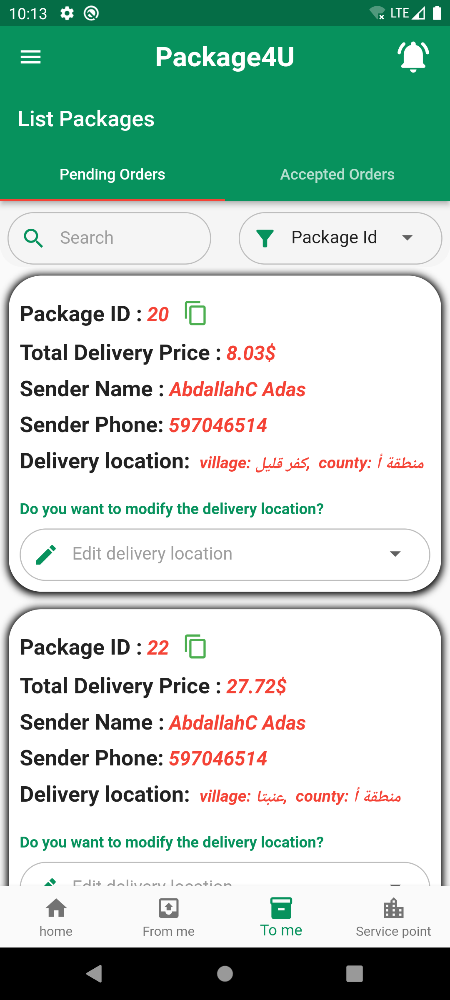 10:13 LTE
Package4U
List Packages
Pending Orders Accepted Orders
Search Package Id
Package ID : 20
Total Delivery Price : 8.03$
Sender Name : AbdallahC Adas
Sender Phone: 597046514
Delivery location: village: كفر قليل, county: منطقة أ
Do you want to modify the delivery location?
Edit delivery location
Package ID : 22
Total Delivery Price : 27.72$
Sender Name : AbdallahC Adas
Sender Phone: 597046514
Delivery location: village: عنبتا, county: منطقة أ
Do you want to modify the delivery location?
Edit delivery location
home From me To me Service point